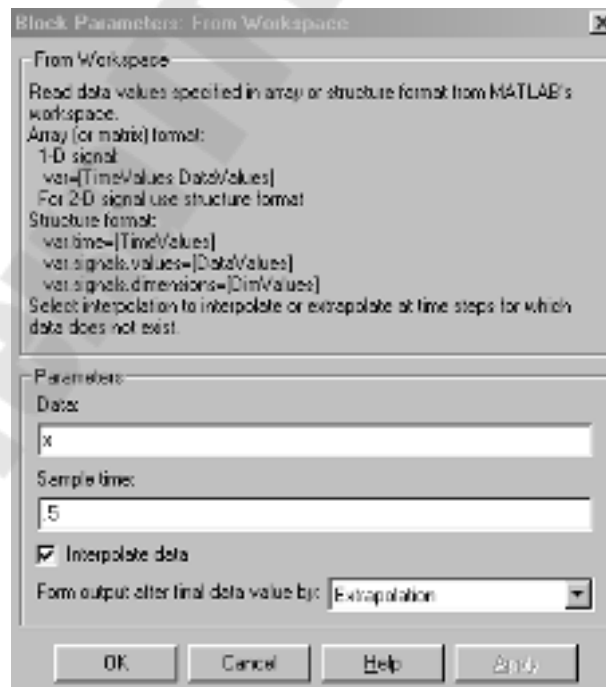 Block Parameters: From Workspace
From Workspace
Read data values specified in array or structure format from MATLAB's
workspace.
Array (or matrix) format:
1-D signal:
var=[TimeValues DataValues]
For 2-D signal use structure format
Structure format:
var.time=[TimeValues]
var.signals.values=[DataValues]
var.signals.dimensions=[DimValues]
Select interpolation to interpolate or extrapolate at time steps for which
data does not exist.
Parameters
Data:
x
Sample time:
.5
Interpolate data
Form output after final data value by: Extrapolation
OK Cancel Help Apply